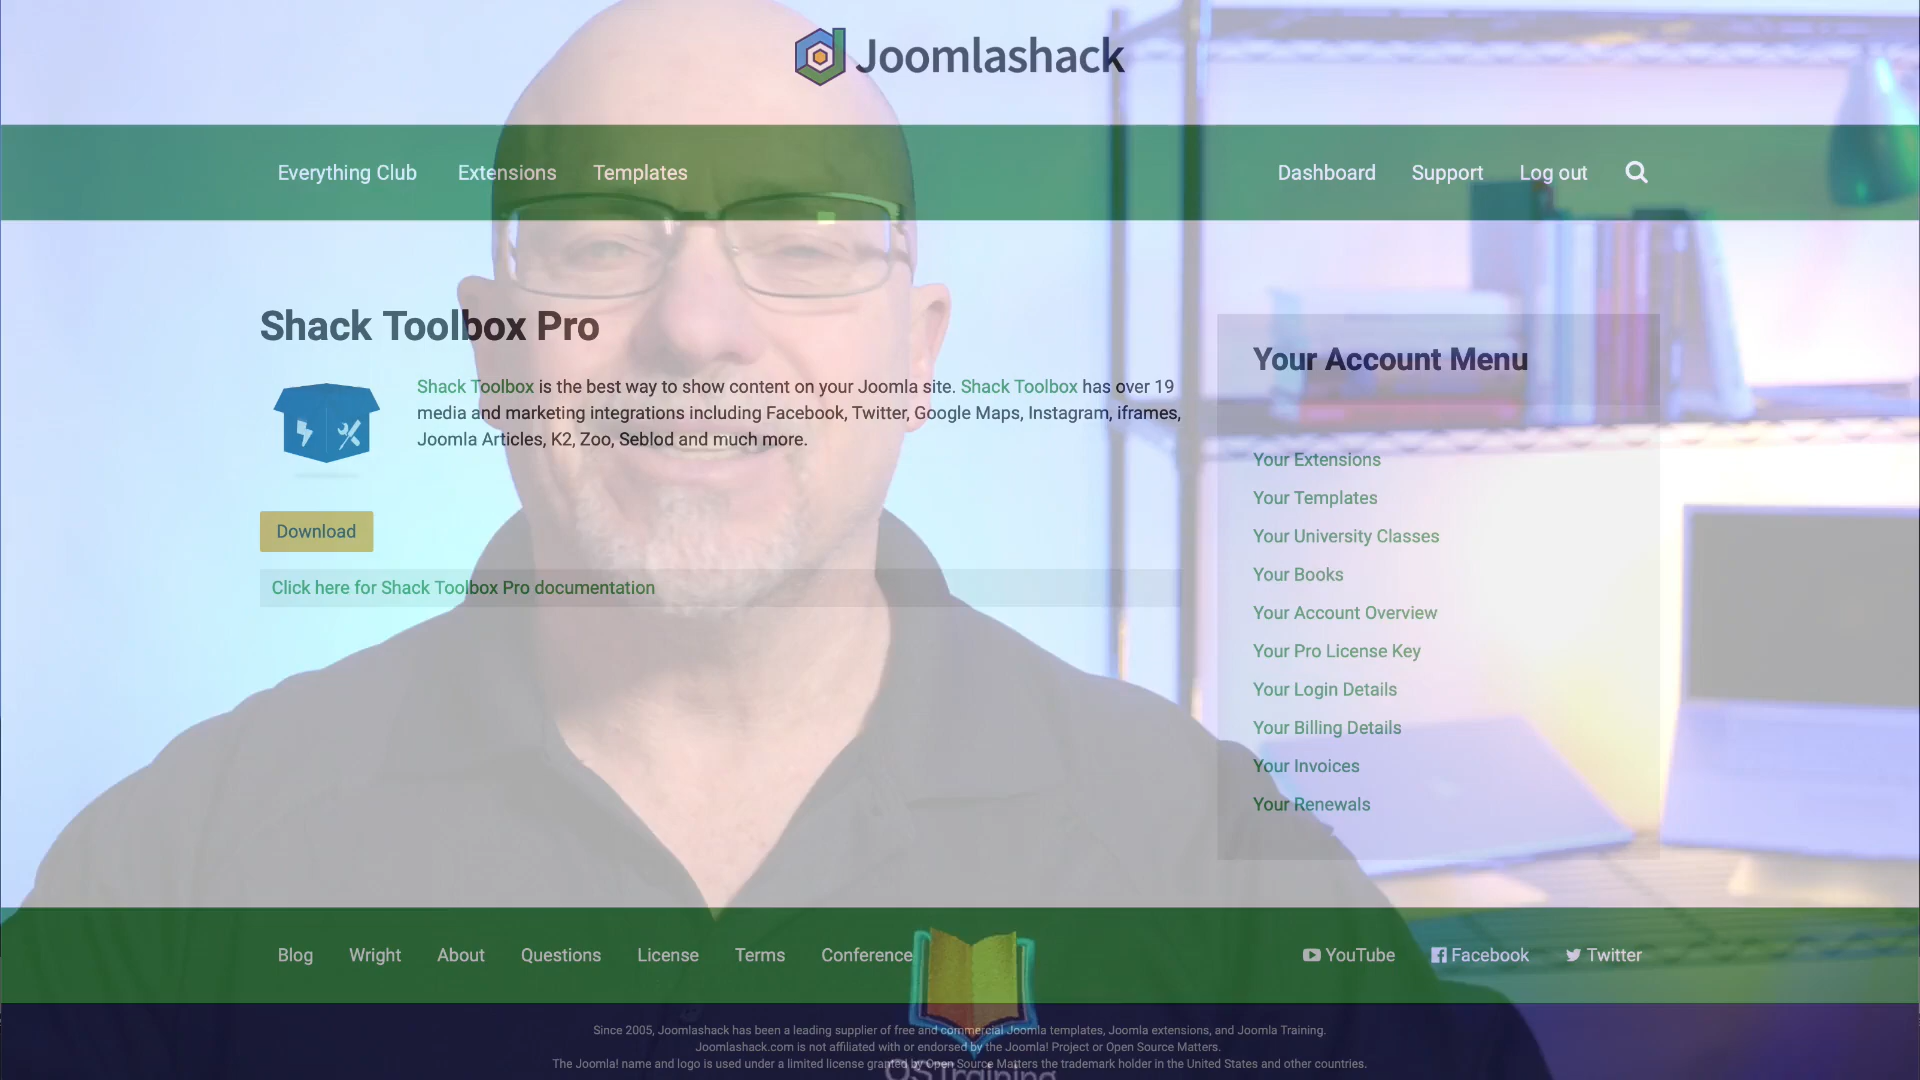 Joomlashack
Everything Club Extensions Templates Dashboard Support Log out
Shack Toolbox Pro
Shack Toolbox is the best way to show content on your Joomla site. Shack Toolbox has over 19
media and marketing integrations including Facebook, Twitter, Google Maps, Instagram, iframes,
Joomla Articles, K2, Zoo, Seblod and much more.
Download
Click here for Shack Toolbox Pro documentation
Your Account Menu
Your Extensions
Your Templates
Your University Classes
Your Books
Your Account Overview
Your Pro License Key
Your Login Details
Your Billing Details
Your Invoices
Your Renewals
Blog Wright About Questions License Terms Conference YouTube Facebook Twitter
Since 2005, Joomlashack has been a leading supplier of free and commercial Joomla templates, Joomla extensions, and Joomla Training.
Joomlashack.com is not affiliated with or endorsed by the Joomla! Project or Open Source Matters.
The Joomla! name and logo is used under a limited license granted by Open Source Matters the trademark holder in the United States and other countries.
OSTraining